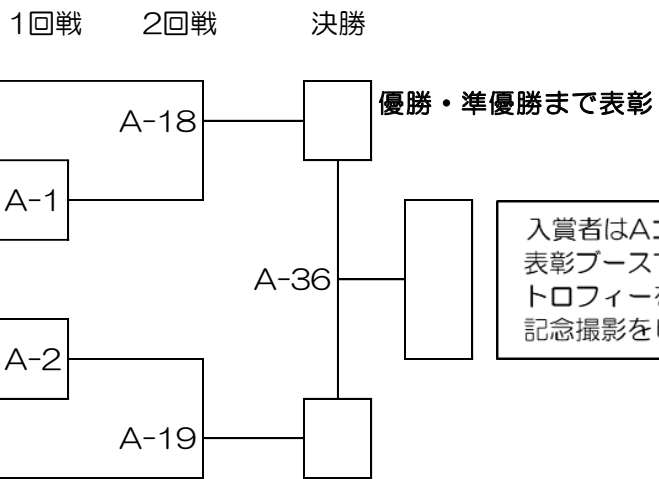 1回戦 2回戦 決勝
A-18
優勝・準優勝まで表彰
A-1
入賞者はA
表彰ブース
トロフィー
記念撮影を
A-36
A-2
A-19